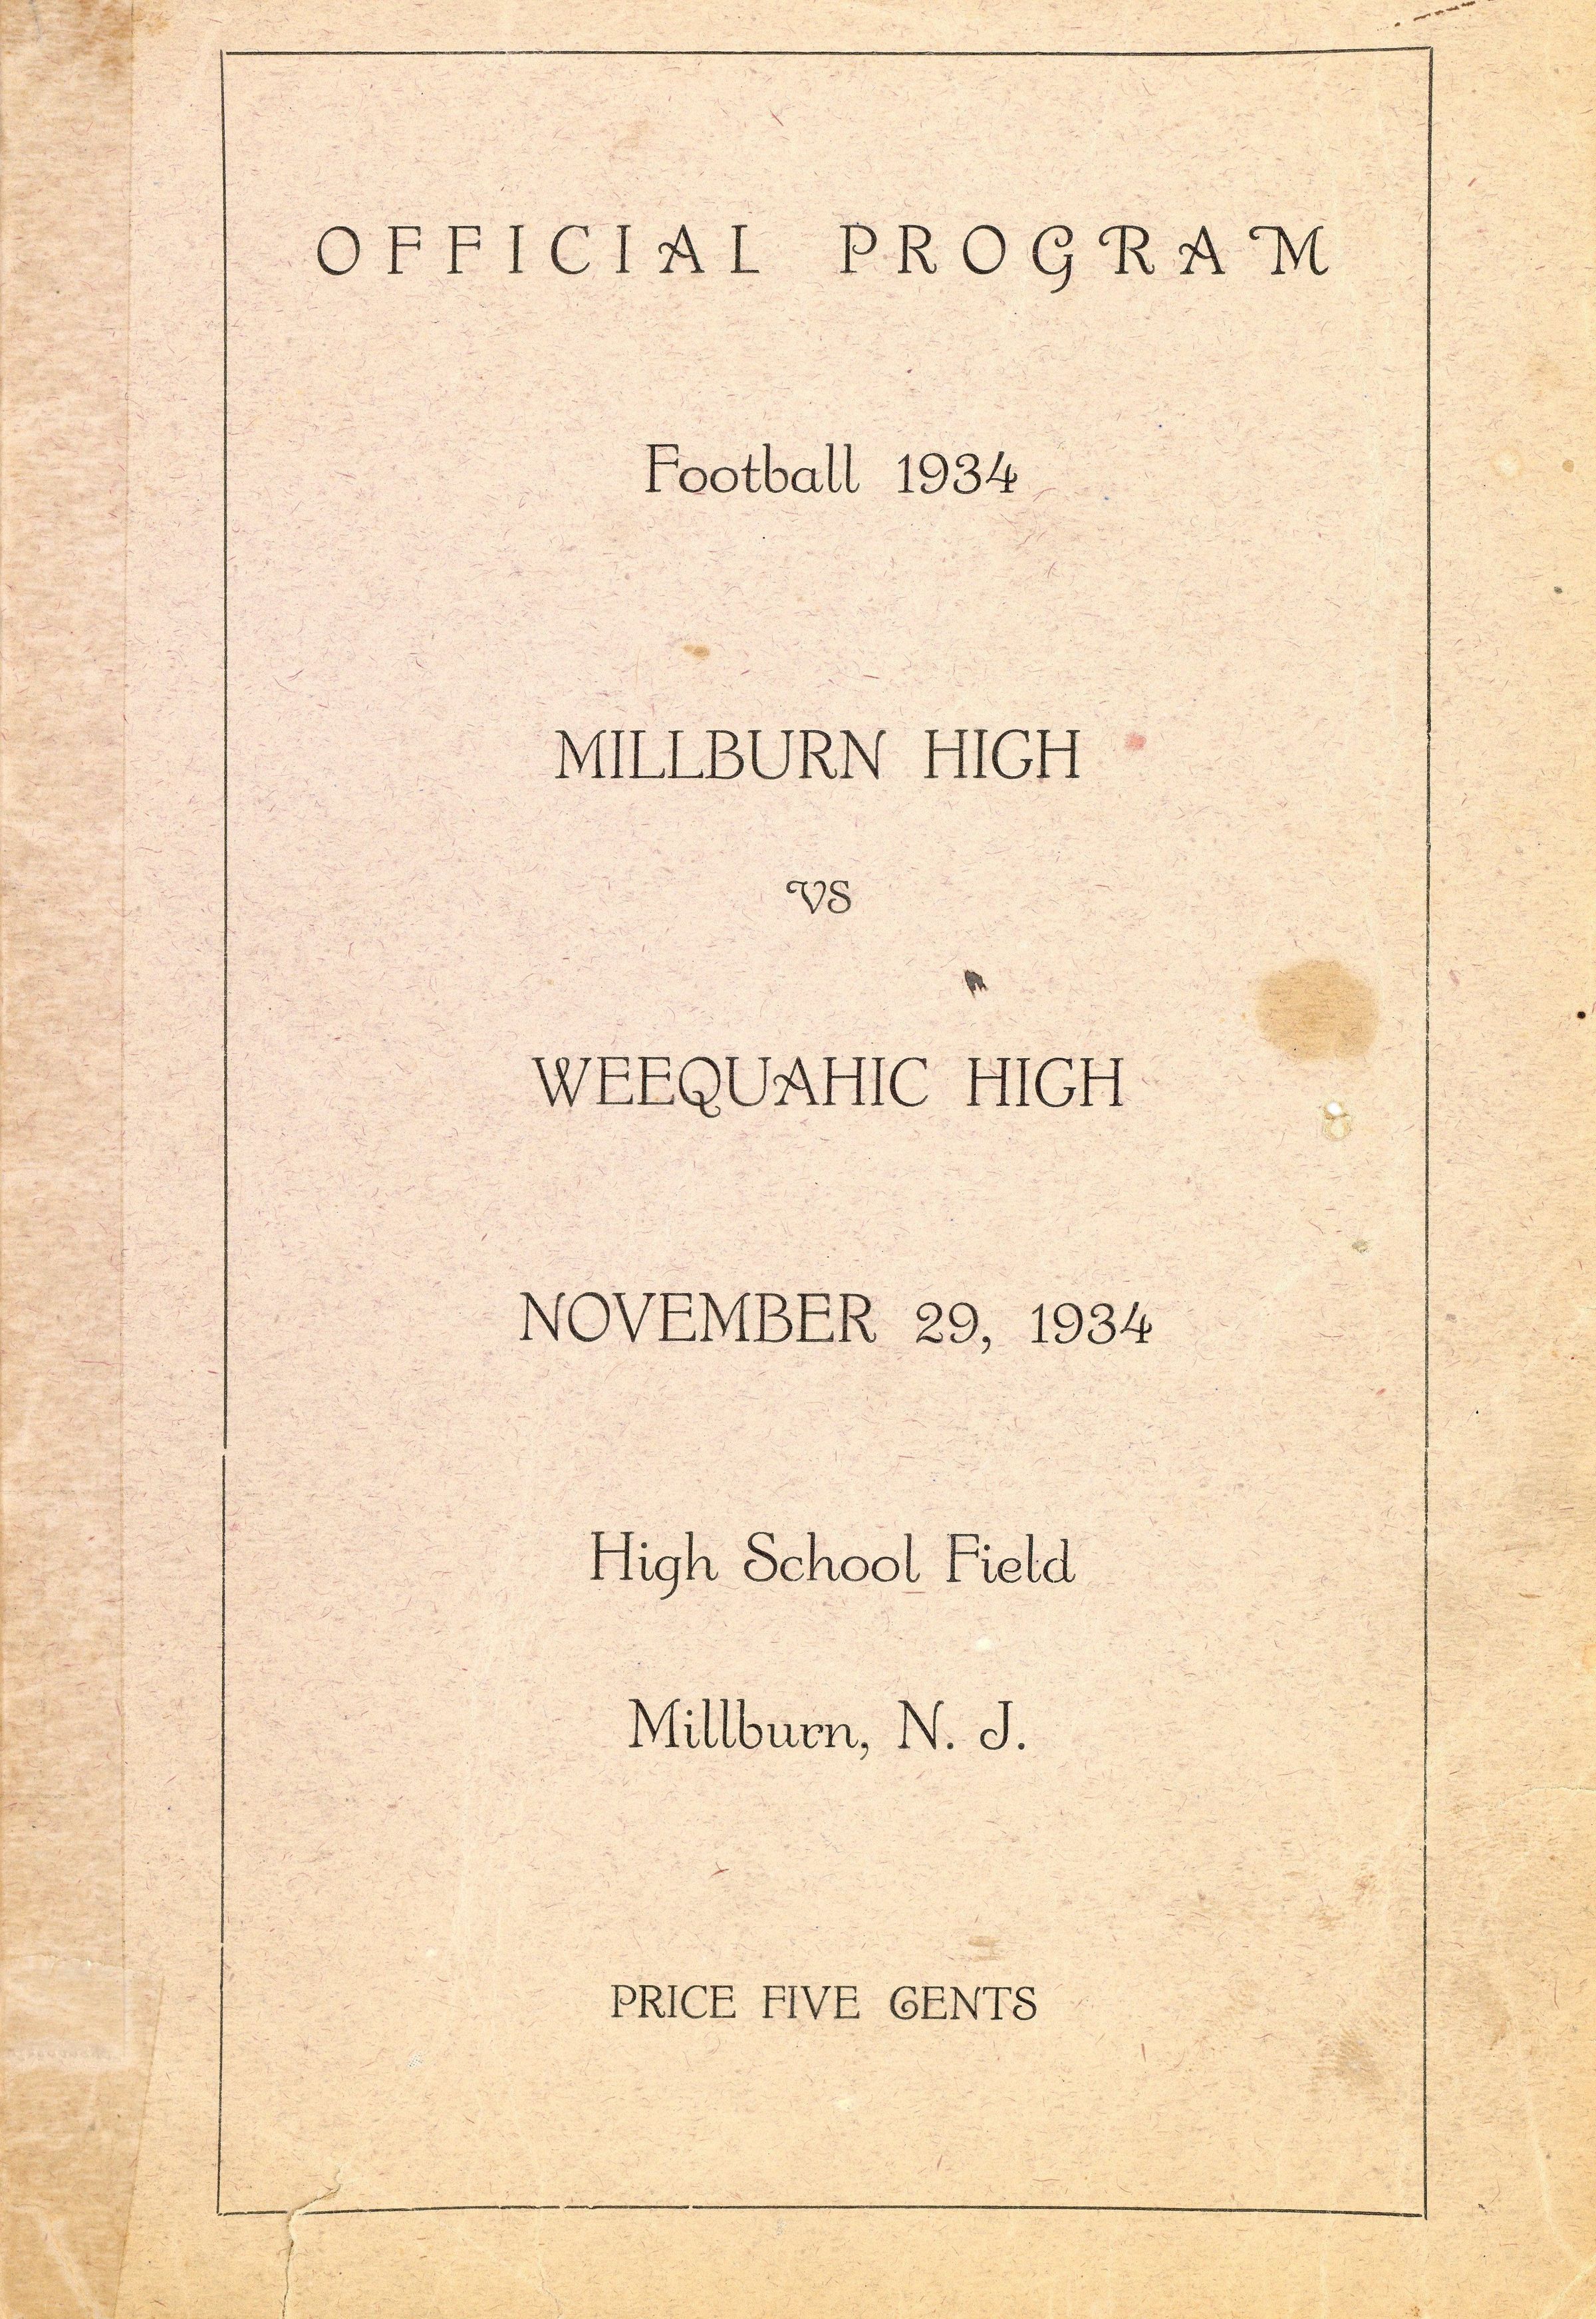 OFFICIAL PROGRAM
Football 1934
MILLBURN HIGH
VS
WEEQUAHIC HIGH
NOVEMBER 29, 1934
High School Field
Millburn, N. J.
PRICE FIVE CENTS